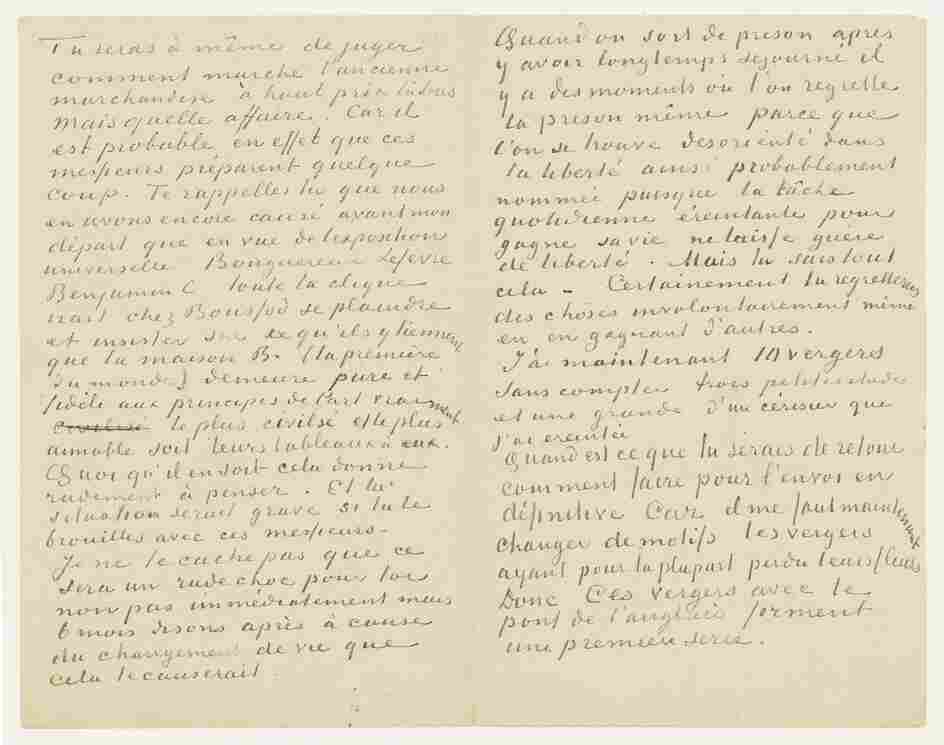 Tu seras à même de juger
comment marche l'ancienne
marchandise à haut prix là bas
Mais quelle affaire. Car il
est probable en effet que ces
messieurs préparent quelque
coup. Te rappelles tu que nous
en avons encore causé avant mon
départ que en vue de l'exposition
universelle Bouguereau Lefevre
Benjamin C toute la clique
irait chez Boussod se plaindre
et insister sur ce qu'ils y tiennent
que la maison B. (la première
du monde) demeure pure et
fidèle aux principes de l'art vraiment
civilisé le plus civilsé et le plus
aimable soit leurs tableaux à eux.
Quoi qu'il en soit cela donne
rudement à penser. Et la
situation serait grave si tu te
brouilles avec ces messieurs.
Je ne te cache pas que ce
sera un rude choc pour toi
non pas immédiatement mais
6 mois disons après à cause
du changement de vie que
cela te causerait
Quand on sort de prison après
y avoir longtemps sejourné il
y a des moments où l'on regrette
la prison même parce que
l'on se trouve desorienté dans
la liberté ainsi probablement
nommée puisque la tâche
quotidienne éreintante pour
gagne sa vie ne laisse guère
de liberté. Mais tu sais tout
cela – Certainement tu regretteras
des choses involontairement même
en en gagnant d'autres.
J'ai maintenant 10 vergers
sans compter trois petites etudes
et une grande d'un cérisier que
j'ai ereintée
Quand est ce que tu serais de retour
comment faire pour l'envoi en
définitive Car il me faut maintenant
changer de motifs les vergers
ayant pour la plupart perdu leurs fleurs
Donc Ces vergers avec le
pont de l'anglais forment
une première serie.